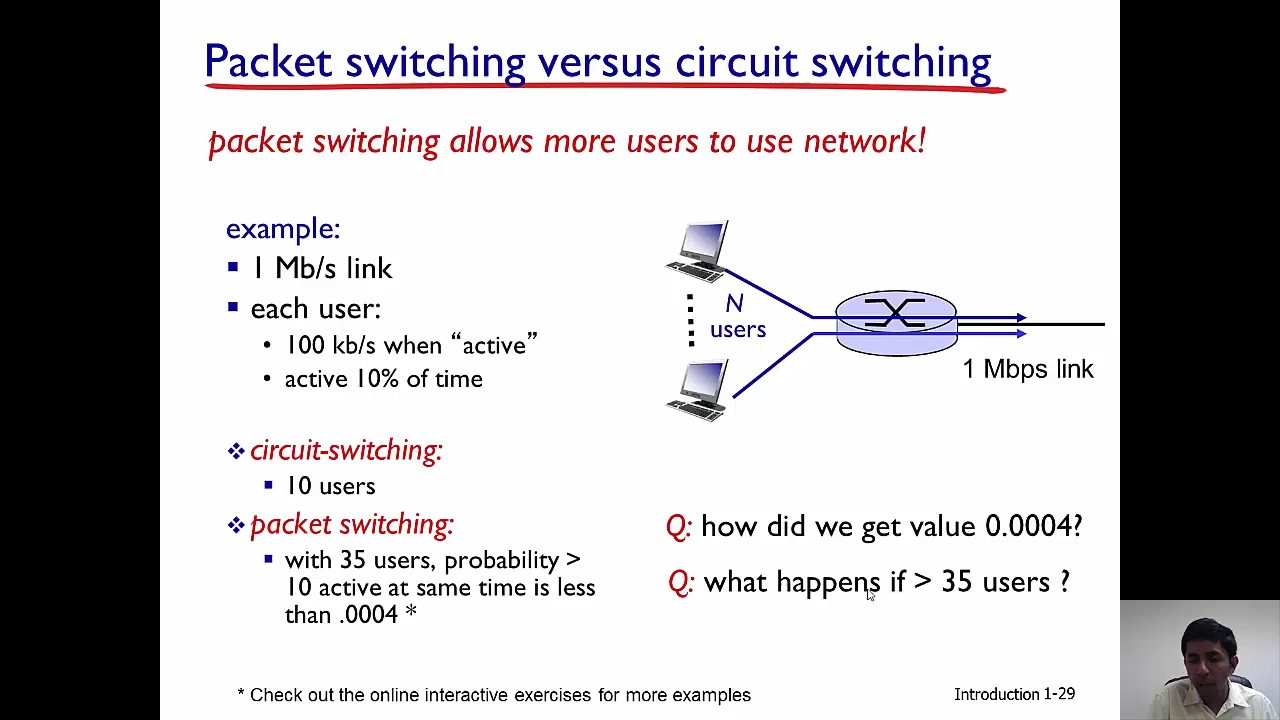 Packet switching versus circuit switching
packet switching allows more users to use network!
example:
1 Mb/s link
each user:
• 100 kb/s when “active”
• active 10% of time
circuit-switching:
10 users
packet switching:
with 35 users, probability >
10 active at same time is less
than .0004 *
N
users
1 Mbps link
Q: how did we get value 0.0004?
Q: what happens if > 35 users ?
* Check out the online interactive exercises for more examples
Introduction 1-29